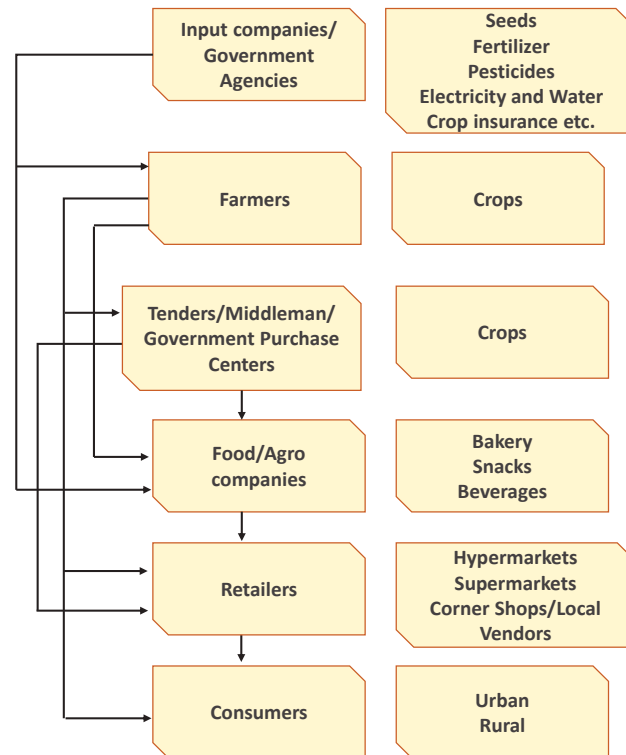 Input companies/
Government
Agencies
Seeds
Fertilizer
Pesticides
Electricity and Water
Crop insurance etc.
Farmers
Crops
Tenders/Middleman/
Government Purchase
Centers
Crops
Food/Agro
companies
Bakery
Snacks
Beverages
Retailers
Hypermarkets
Supermarkets
Corner Shops/Local
Vendors
Consumers
Urban
Rural